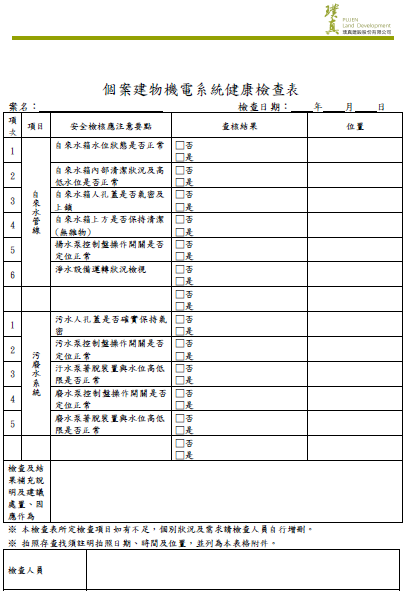 璞真
PUJEN
Land Development
璞真建設股份有限公司
個案建物機電系統健康檢查表
案名： 檢查日期： 年 月 日
項次 項目 安全檢核應注意要點 查核結果 位置
自來水管線
1 自來水箱水位狀態是否正常 □否
□是
2 自來水箱內部清潔狀況及高 □否
低水位是否正常 □是
3 自來水箱人孔蓋是否氣密及 □否
上鎖 □是
4 自來水箱上方是否保持清潔 □否
(無雜物) □是
5 揚水泵控制盤操作開關是否 □否
定位正常 □是
6 淨水設備運轉狀況檢視 □否
□是
□否
□是
污廢水系統
1 污水人孔蓋是否確實保持氣 □否
密 □是
2 污水泵控制盤操作開關是否 □否
定位正常 □是
3 汙水泵著脫裝置與水位高低 □否
限是否正常 □是
4 廢水泵控制盤操作開關是否 □否
定位正常 □是
5 廢水泵著脫裝置與水位高低 □否
限是否正常 □是
□否
□是
檢查及結
果補充說
明及建議
處置、因
應作為
※ 本檢查表所定檢查項目如有不足，個別狀況及需求請檢查人員自行增刪。
※ 拍照存查找須註明拍照日期、時間及位置，並列為本表格附件。
檢查人員